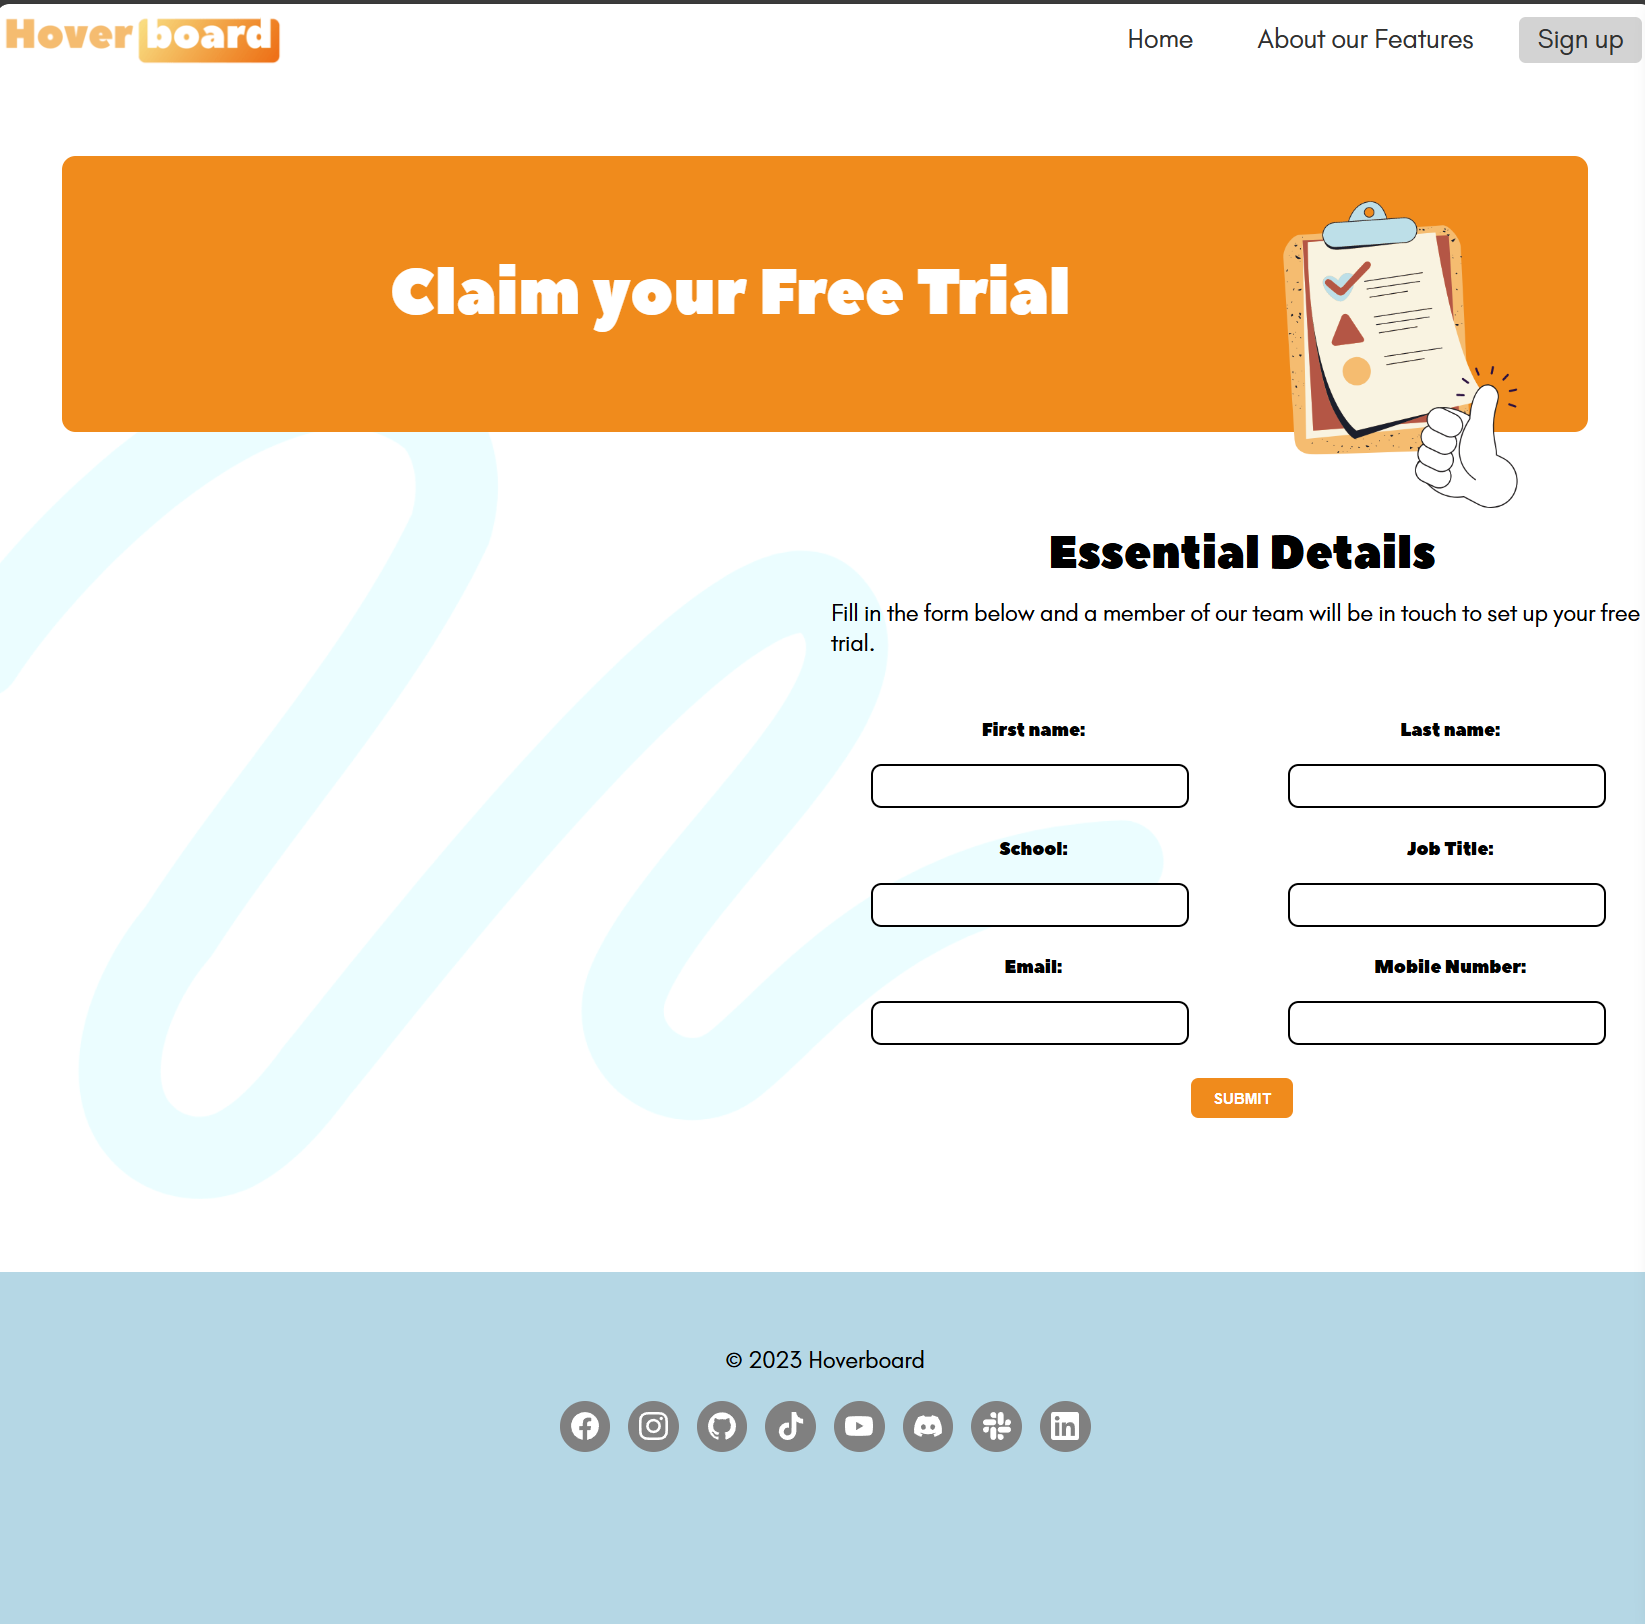 Hoverboard
Home About our Features Sign up
Claim your Free Trial
Essential Details
Fill in the form below and a member of our team will be in touch to set up your free
trial.
First name: Last name:
School: Job Title:
Email: Mobile Number:
SUBMIT
© 2023 Hoverboard
in